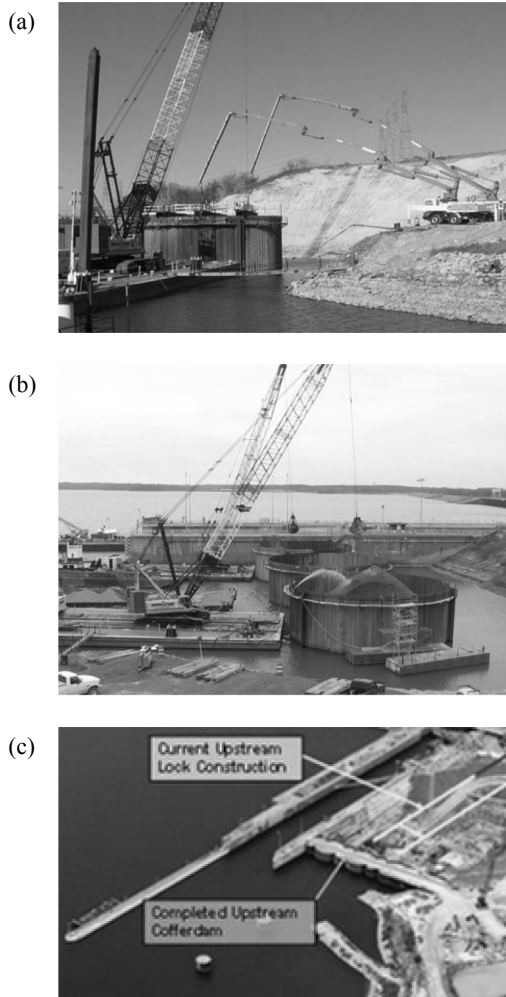 (a)
(b)
(c)
Current Upstream
Lock Construction
Completed Upstream
Cofferdam